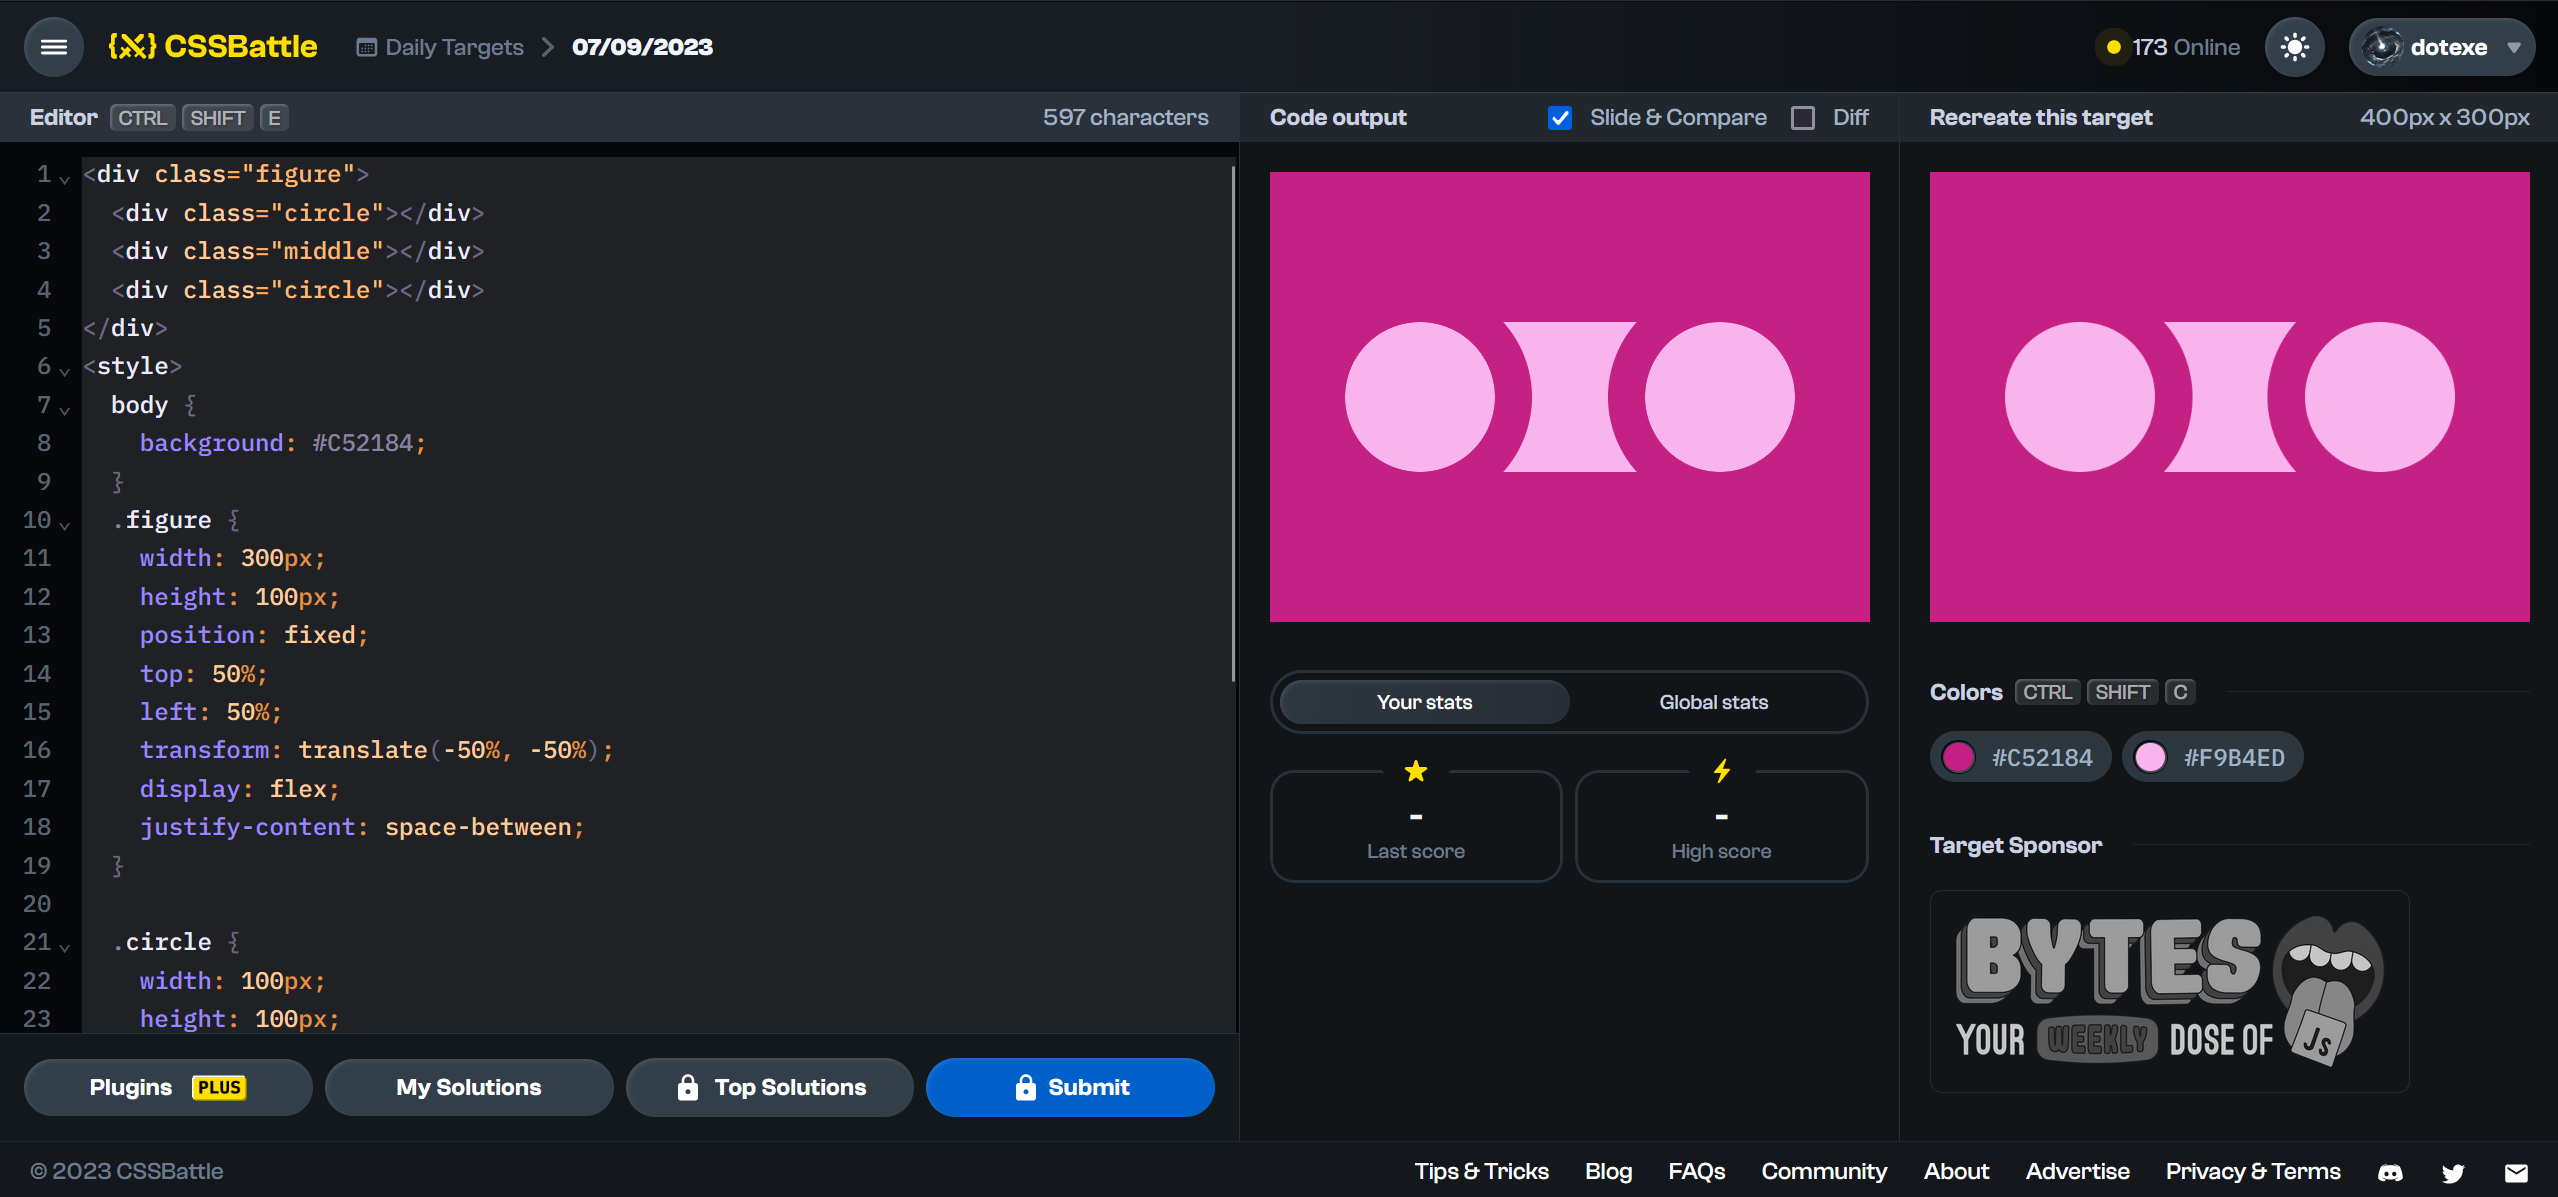 {X} CSSBattle
Daily Targets > 07/09/2023
173 Online
dotexe
Editor CTRL SHIFT E
597 characters
1 <div class="figure">
2 <div class="circle"></div>
3 <div class="middle"></div>
4 <div class="circle"></div>
5 </div>
6 <style>
7 body {
8 background: #C52184;
9 }
10 .figure {
11 width: 300px;
12 height: 100px;
13 position: fixed;
14 top: 50%;
15 left: 50%;
16 transform: translate(-50%, -50%);
17 display: flex;
18 justify-content: space-between;
19 }
20
21 .circle {
22 width: 100px;
23 height: 100px;
Plugins PLUS
My Solutions
Top Solutions
Submit
Code output
Slide & Compare
Diff
Your stats
Global stats
-
Last score
-
High score
Recreate this target
400px x 300px
Colors CTRL SHIFT C
#C52184
#F9B4ED
Target Sponsor
BYTES
YOUR WEEKLY DOSE OF JS
© 2023 CSSBattle
Tips & Tricks
Blog
FAQs
Community
About
Advertise
Privacy & Terms